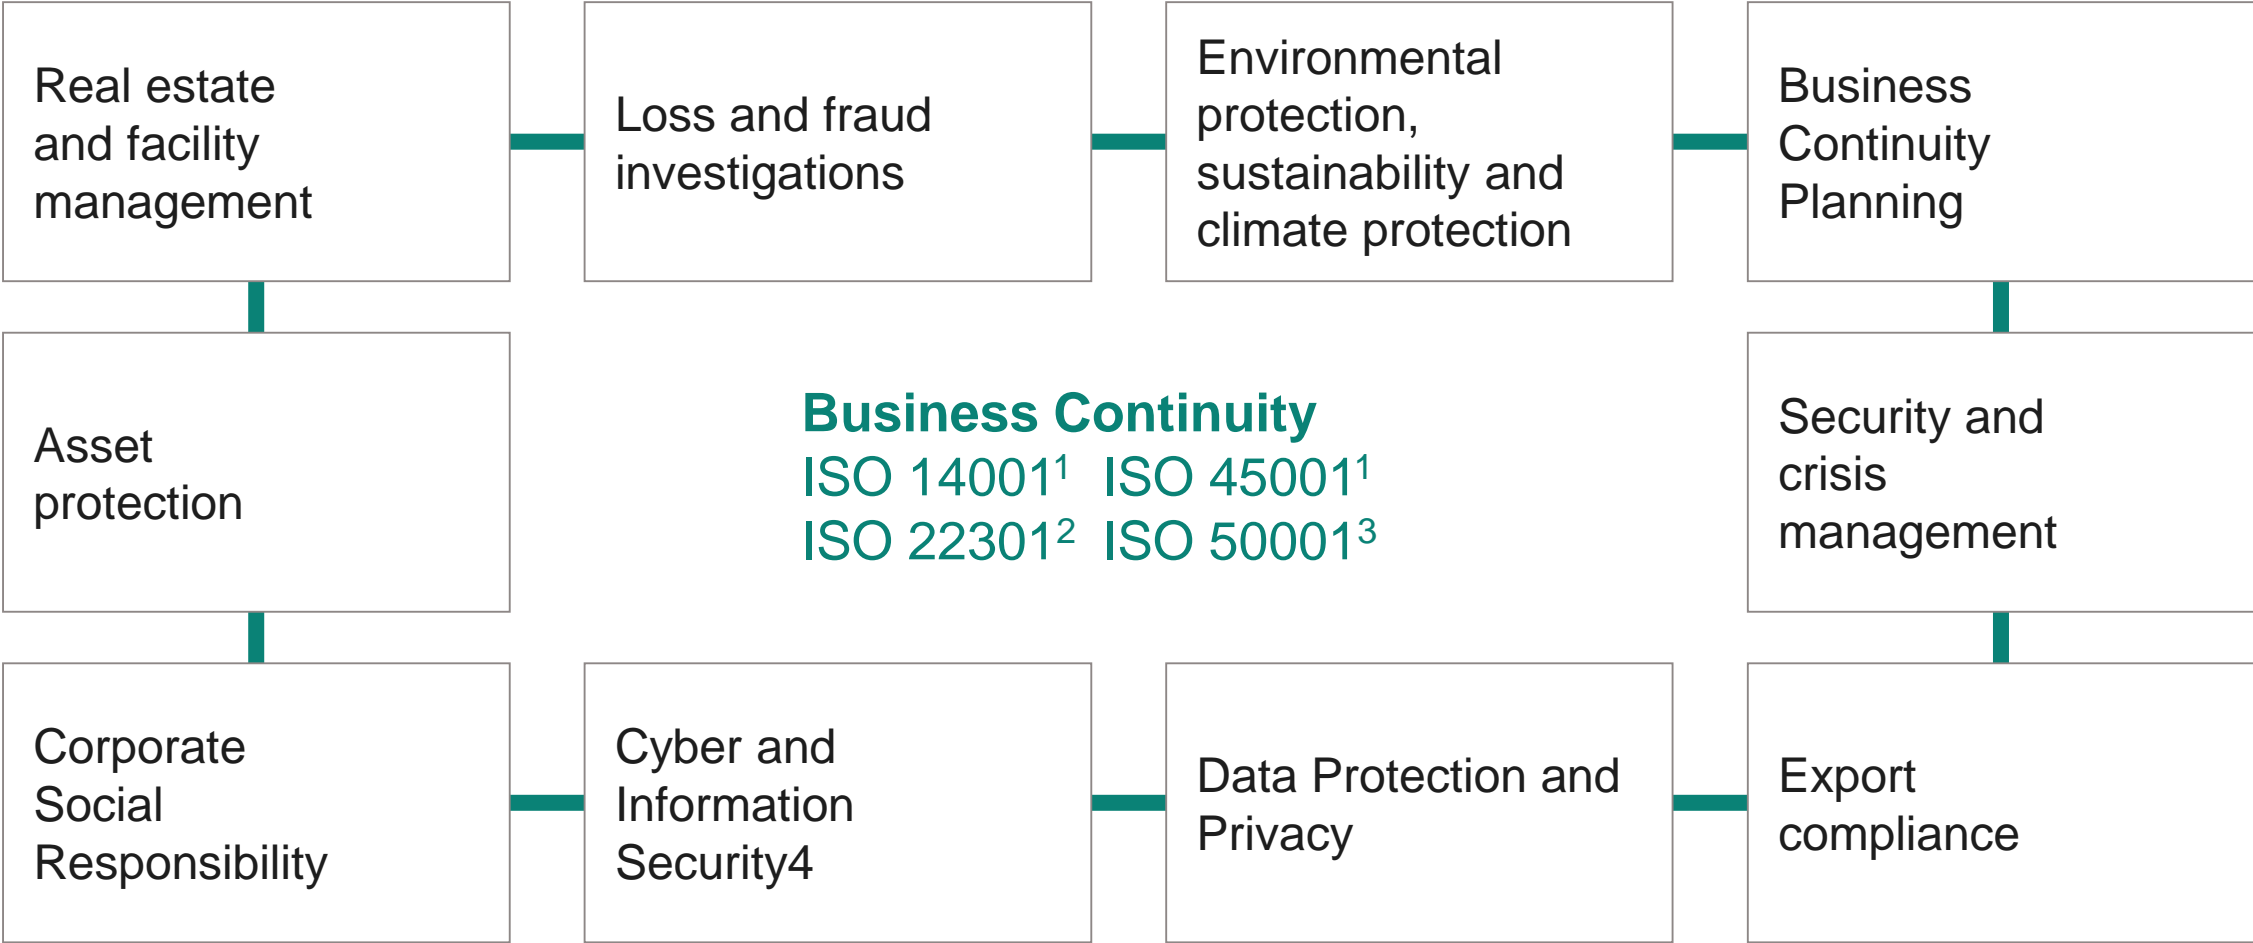 Real estate
and facility
management
Loss and fraud
investigations
Environmental
protection,
sustainability and
climate protection
Business
Continuity
Planning
Asset
protection
Business Continuity
ISO 14001¹ ISO 45001¹
ISO 22301² ISO 50001³
Security and
crisis
management
Corporate
Social
Responsibility
Cyber and
Information
Security4
Data Protection and
Privacy
Export
compliance